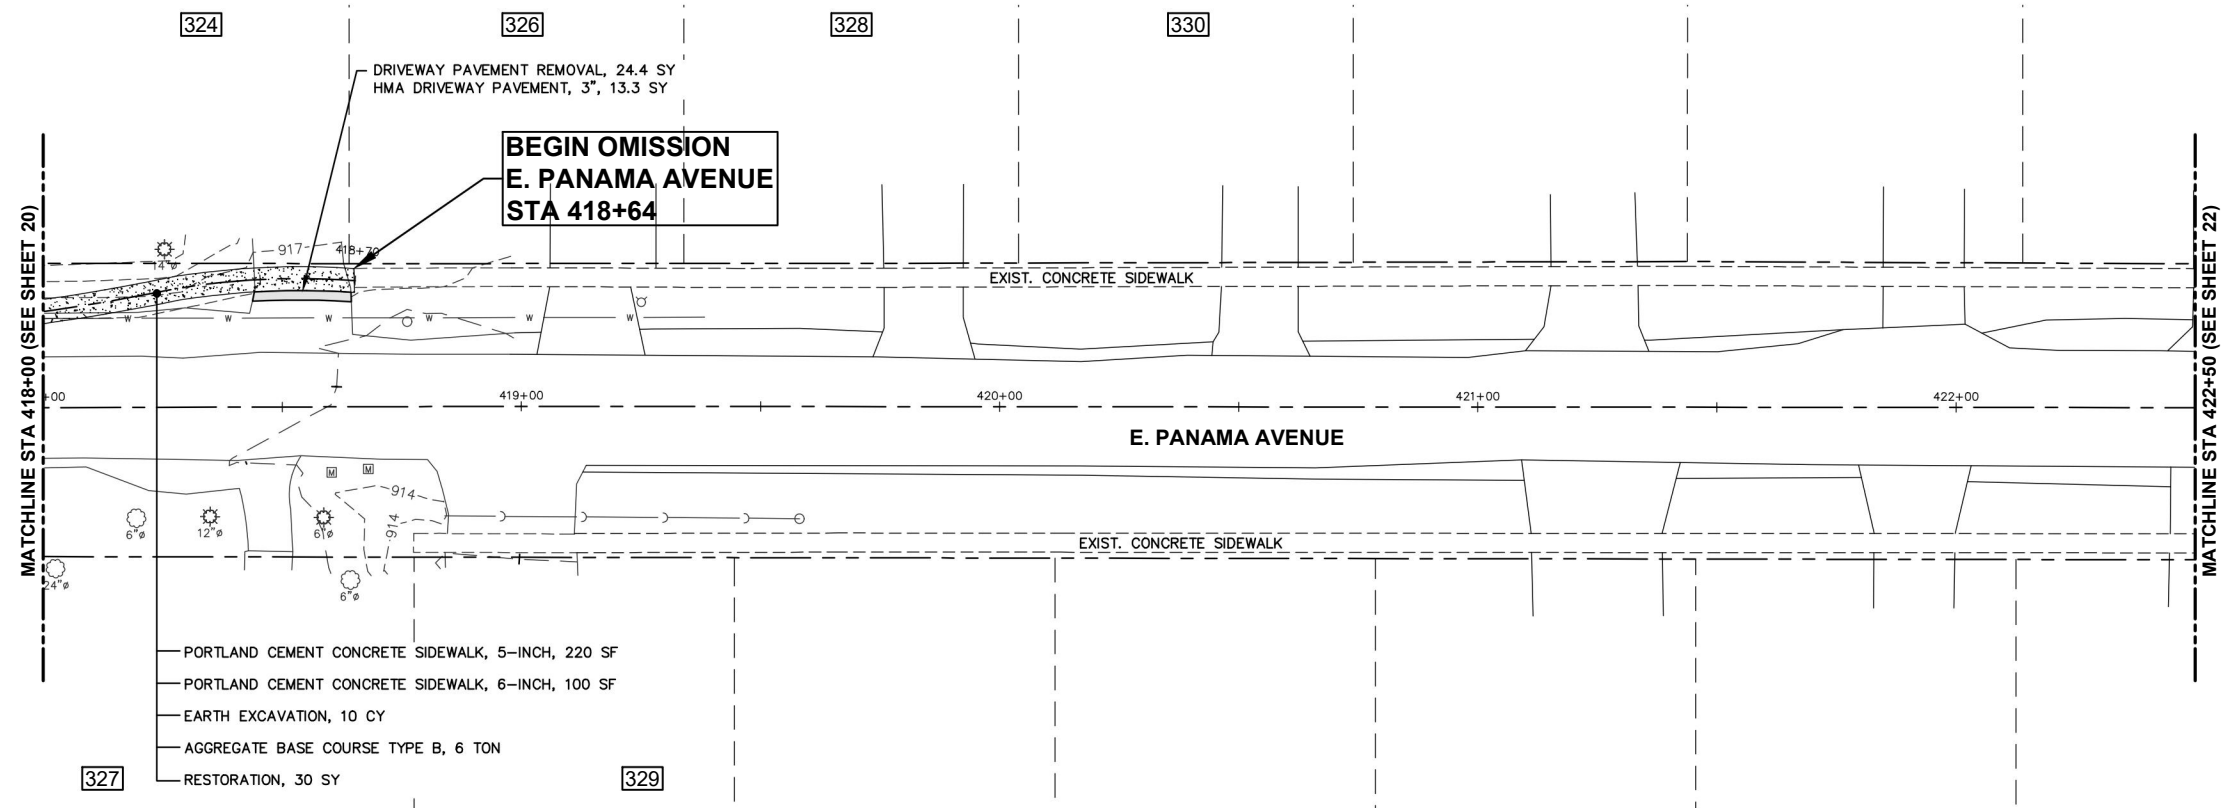 324
326
328
330
DRIVEWAY PAVEMENT REMOVAL, 24.4 SY
HMA DRIVEWAY PAVEMENT, 3", 13.3 SY
BEGIN OMISSION
E. PANAMA AVENUE
STA 418+64
MATCHLINE STA 418+00 (SEE SHEET 20)
MATCHLINE STA 422+50 (SEE SHEET 22)
917
418+70
14"ø
EXIST. CONCRETE SIDEWALK
W W W W W W
+00
419+00
420+00
421+00
422+00
E. PANAMA AVENUE
M M
914
914
6"ø
12"ø
6"ø
24"ø
6"ø
EXIST. CONCRETE SIDEWALK
PORTLAND CEMENT CONCRETE SIDEWALK, 5-INCH, 220 SF
PORTLAND CEMENT CONCRETE SIDEWALK, 6-INCH, 100 SF
EARTH EXCAVATION, 10 CY
AGGREGATE BASE COURSE TYPE B, 6 TON
RESTORATION, 30 SY
327
329